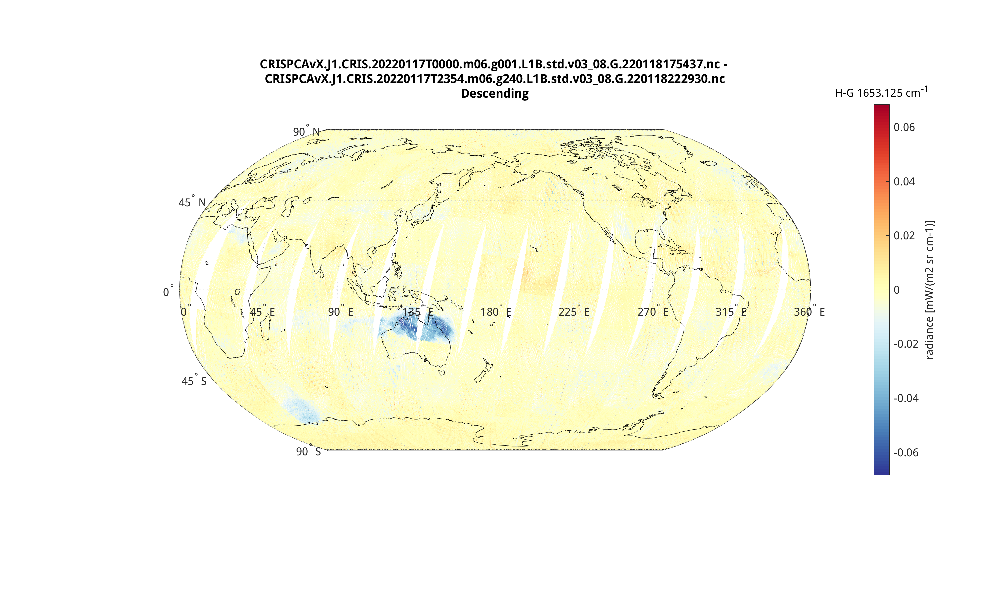 CRISPCAvX.J1.CRIS.20220117T0000.m06.g001.L1B.std.v03_08.G.220118175437.nc -
CRISPCAvX.J1.CRIS.20220117T2354.m06.g240.L1B.std.v03_08.G.220118222930.nc
Descending
H-G 1653.125 cm-1
90° N
45° N
0°
0° 45° E 90° E 135° E 180° E 225° E 270° E 315° E 360° E
45° S
90° S
0.06
0.04
0.02
0
-0.02
-0.04
-0.06
radiance [mW/(m2 sr cm-1)]